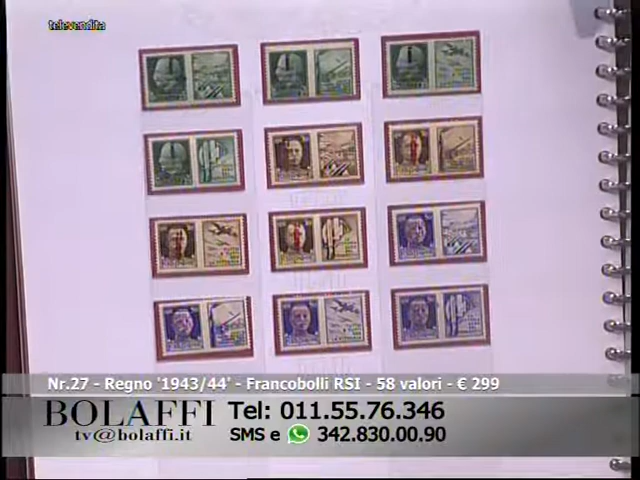 televendita
Nr.27 - Regno '1943/44' - Francobolli RSI - 58 valori - € 299
BOLAFFI
tv@bolaffi.it
Tel: 011.55.76.346
SMS e 342.830.00.90